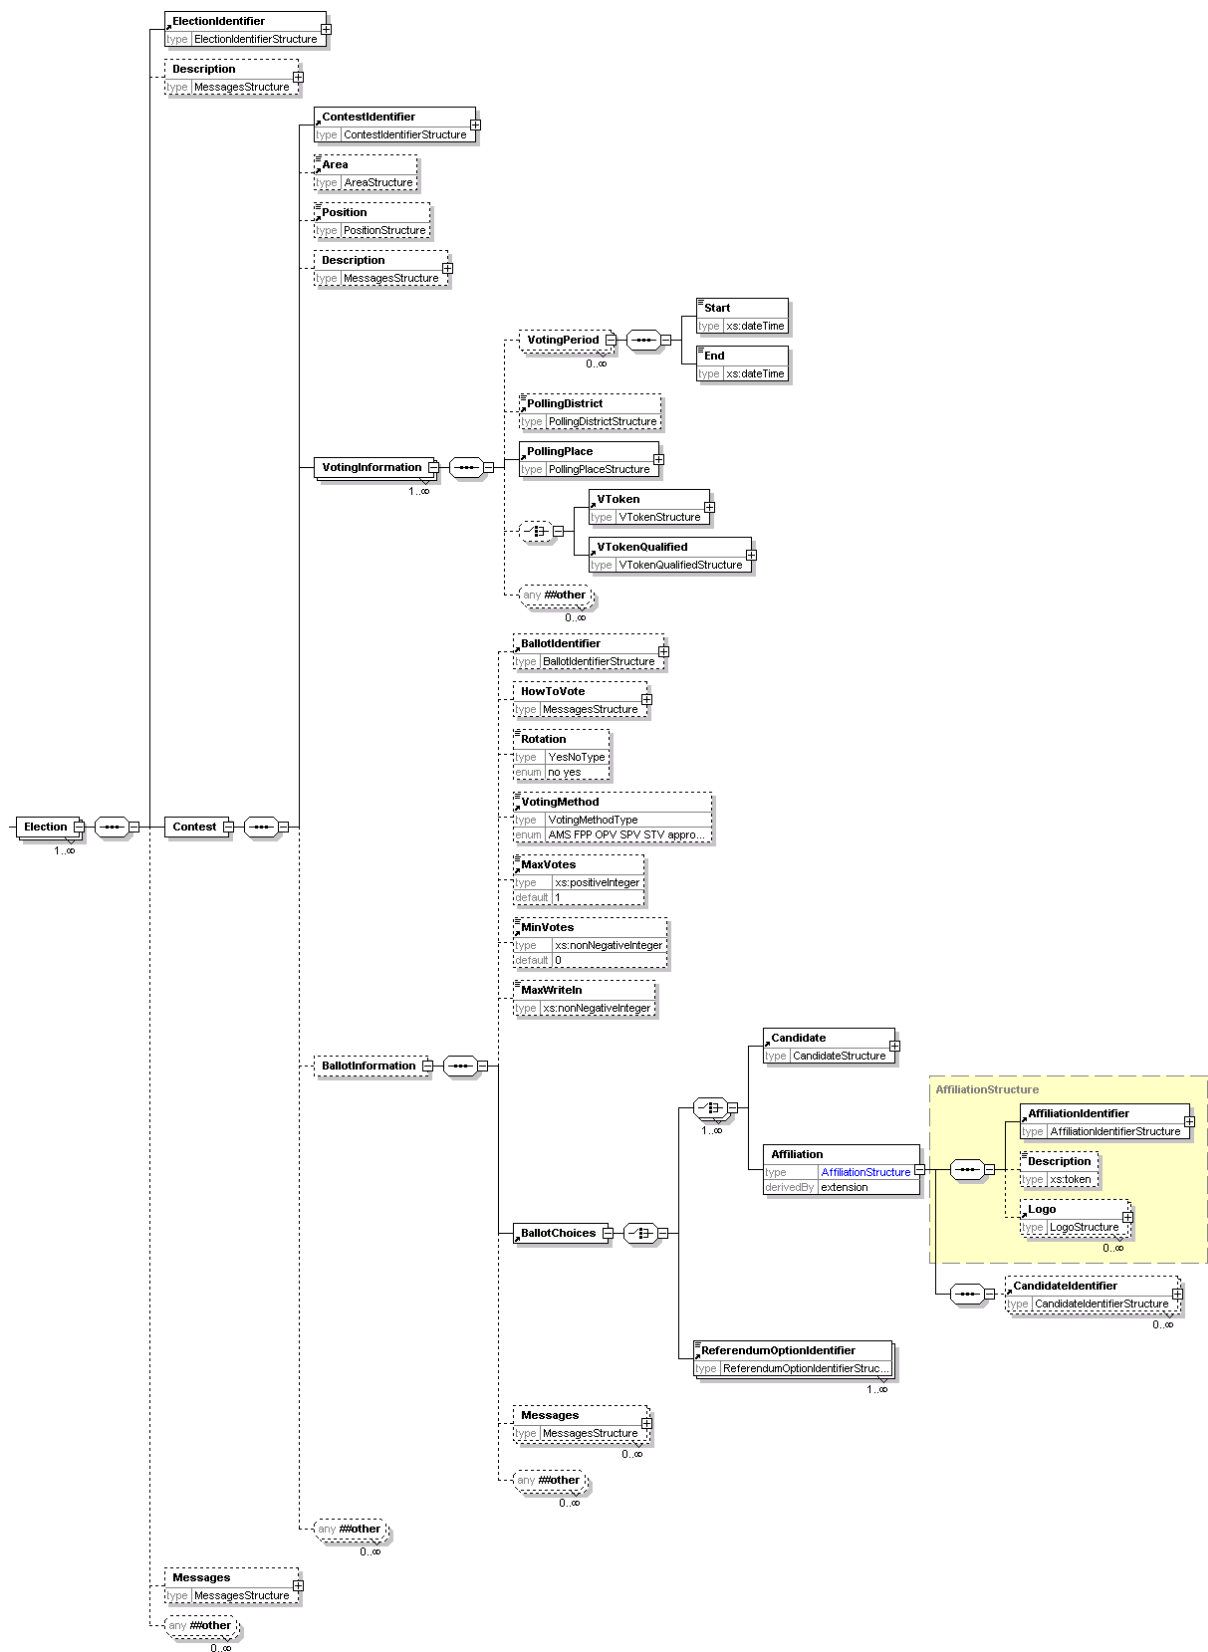 ElectionIdentifier
type ElectionIdentifierStructure
Description
type MessagesStructure
ContestIdentifier
type ContestIdentifierStructure
Area
type AreaStructure
Position
type PositionStructure
Description
type MessagesStructure
Start
type xs:dateTime
VotingPeriod
0..∞
End
type xs:dateTime
PollingDistrict
type PollingDistrictStructure
PollingPlace
type PollingPlaceStructure
VotingInformation
1..∞
VToken
type VTokenStructure
VTokenQualified
type VTokenQualifiedStructure
any ##other
0..∞
BallotIdentifier
type BallotIdentifierStructure
HowToVote
type MessagesStructure
Rotation
type YesNoType
enum no yes
VotingMethod
type VotingMethodType
enum AMS FPP OPV SPV STV appro...
Election
1..∞
Contest
MaxVotes
type xs:positiveInteger
default 1
MinVotes
type xs:nonNegativeInteger
default 0
MaxWriteIn
type xs:nonNegativeInteger
Candidate
type CandidateStructure
BallotInformation
AffiliationStructure
1..∞
AffiliationIdentifier
type AffiliationIdentifierStructure
Affiliation
type AffiliationStructure
derivedBy extension
Description
type xs:token
Logo
type LogoStructure
0..∞
BallotChoices
CandidateIdentifier
type CandidateIdentifierStructure
0..∞
ReferendumOptionIdentifier
type ReferendumOptionIdentifierStruc...
1..∞
Messages
type MessagesStructure
0..∞
any ##other
0..∞
any ##other
0..∞
Messages
type MessagesStructure
any ##other
0..∞